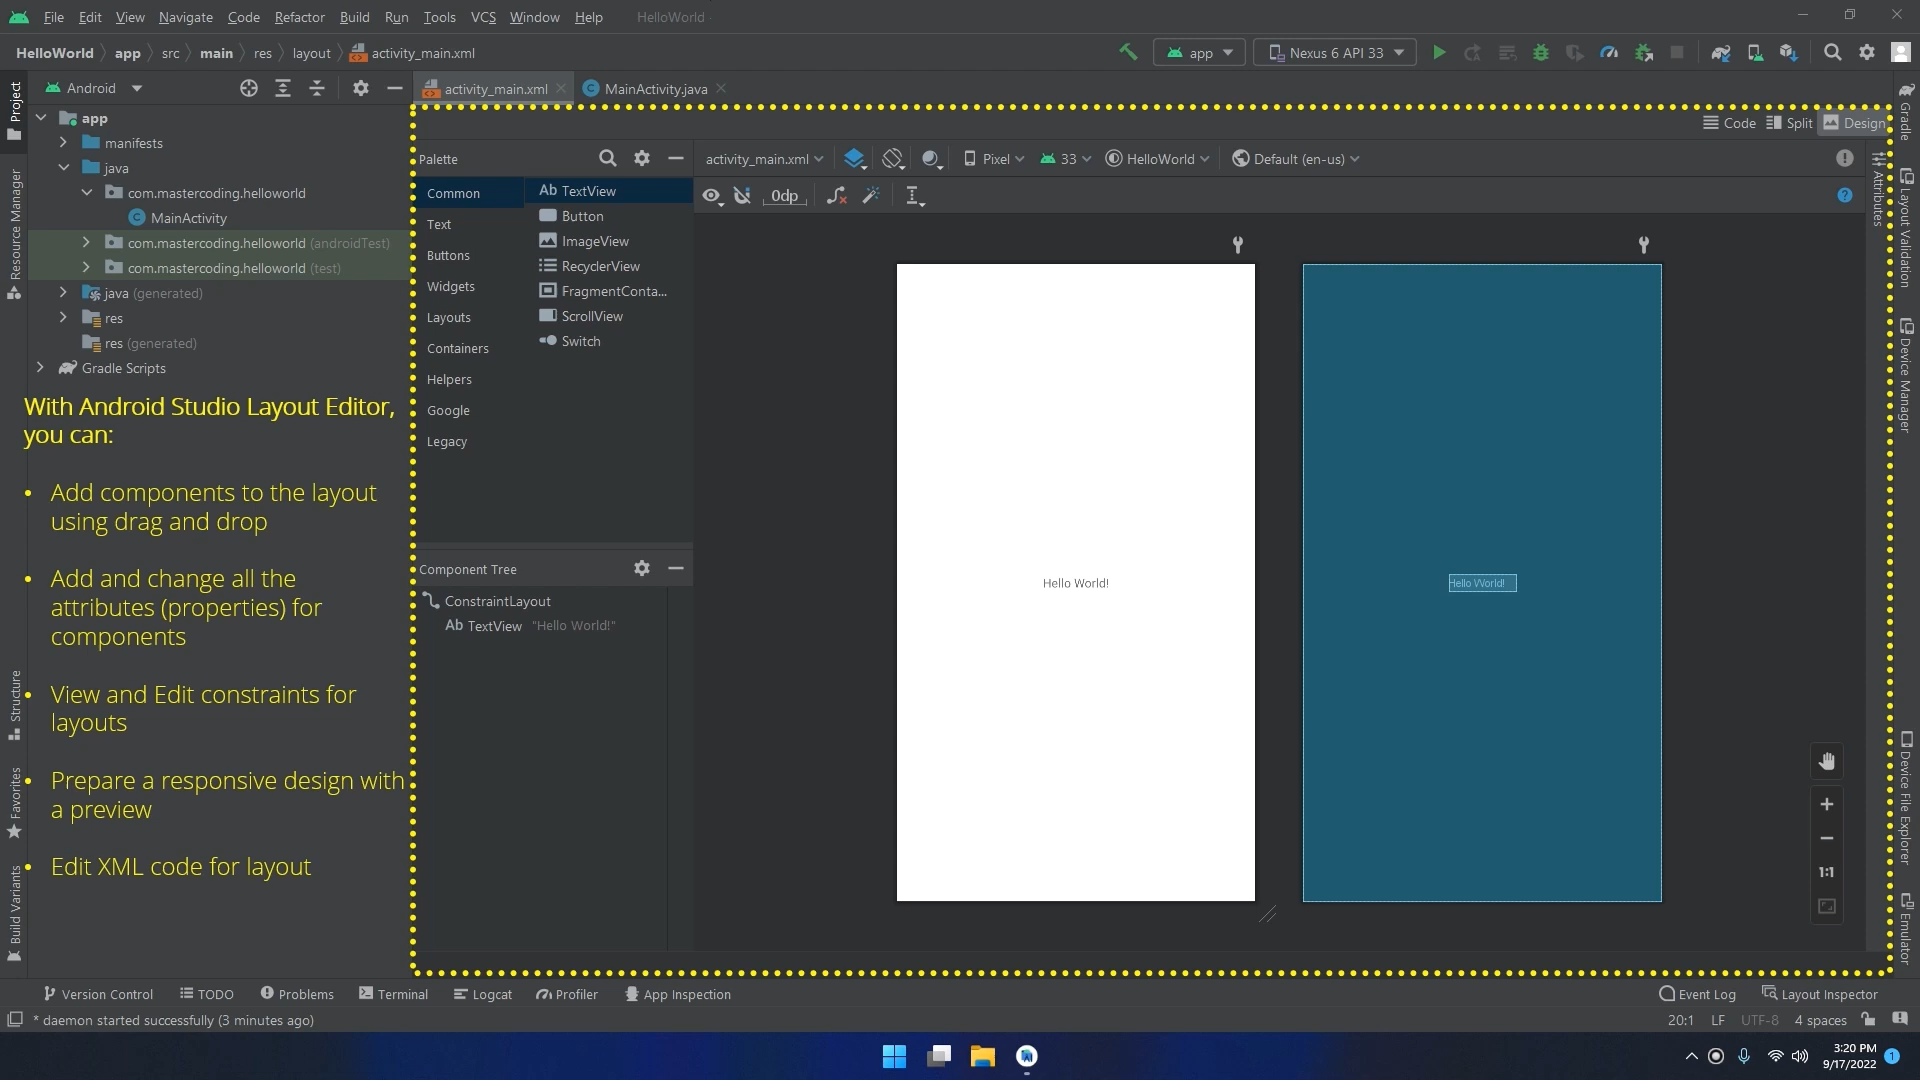 File Edit View Navigate Code Refactor Build Run Tools VCS Window Help HelloWorld
HelloWorld app src main res layout activity_main.xml
app Nexus 6 API 33
Project
Resource Manager
Structure
Favorites
Build Variants
Android
app
manifests
java
com.mastercoding.helloworld
MainActivity
com.mastercoding.helloworld (androidTest)
com.mastercoding.helloworld (test)
java (generated)
res
res (generated)
Gradle Scripts
With Android Studio Layout Editor,
you can:
• Add components to the layout
using drag and drop
• Add and change all the
attributes (properties) for
components
• View and Edit constraints for
layouts
• Prepare a responsive design with
a preview
• Edit XML code for layout
activity_main.xml MainActivity.java
Code Split Design
Palette
Common
Text
Buttons
Widgets
Layouts
Containers
Helpers
Google
Legacy
Ab TextView
Button
ImageView
RecyclerView
FragmentConta...
ScrollView
Switch
Component Tree
ConstraintLayout
Ab TextView "Hello World!"
activity_main.xml Pixel 33 HelloWorld Default (en-us)
0dp
Hello World!
Hello World!
1:1
Attributes
Gradle
Layout Validation
Device Manager
Device File Explorer
Emulator
Version Control TODO Problems Terminal Logcat Profiler App Inspection Event Log Layout Inspector
* daemon started successfully (3 minutes ago) 20:1 LF UTF-8 4 spaces
3:20 PM
9/17/2022
1